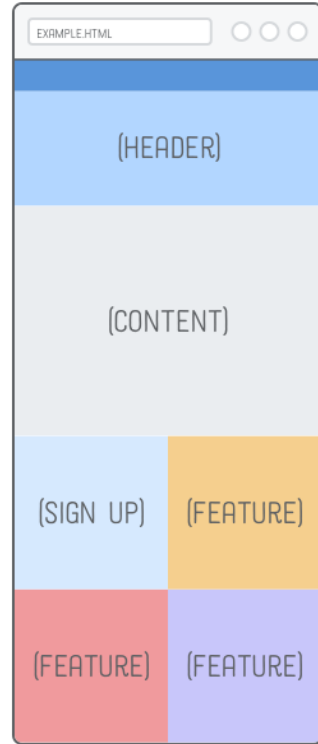 EXAMPLE.HTML
(HEADER)
(CONTENT)
(SIGN UP) (FEATURE)
(FEATURE) (FEATURE)